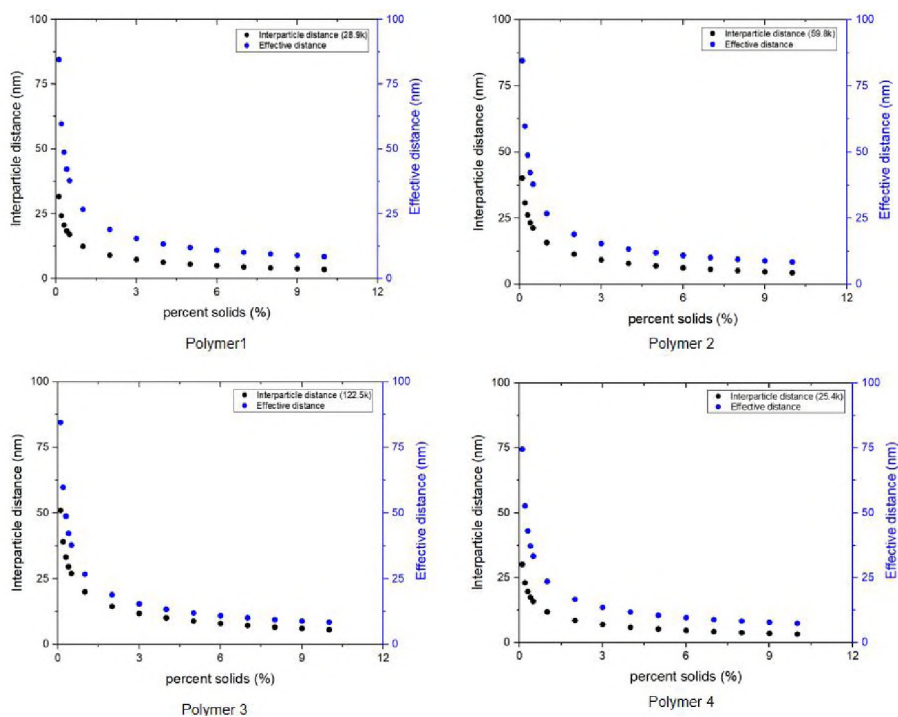 Interparticle distance (28.9k)
Effective distance
100
75
50
25
0
100
75
50
25
0
Interparticle distance (nm)
Effective distance (nm)
0 3 6 9 12
percent solids (%)
Polymer1
Interparticle distance (59.8k)
Effective distance
100
75
50
25
0
100
75
50
25
0
Interparticle distance (nm)
Effective distance (nm)
0 3 6 9 12
percent solids (%)
Polymer 2
Interparticle distance (122.5k)
Effective distance
100
75
50
25
0
100
75
50
25
0
Interparticle distance (nm)
Effective distance (nm)
0 3 6 9 12
percent solids (%)
Polymer 3
Interparticle distance (25.4k)
Effective distance
100
75
50
25
0
100
75
50
25
0
Interparticle distance (nm)
Effective distance (nm)
0 3 6 9 12
percent solids (%)
Polymer 4